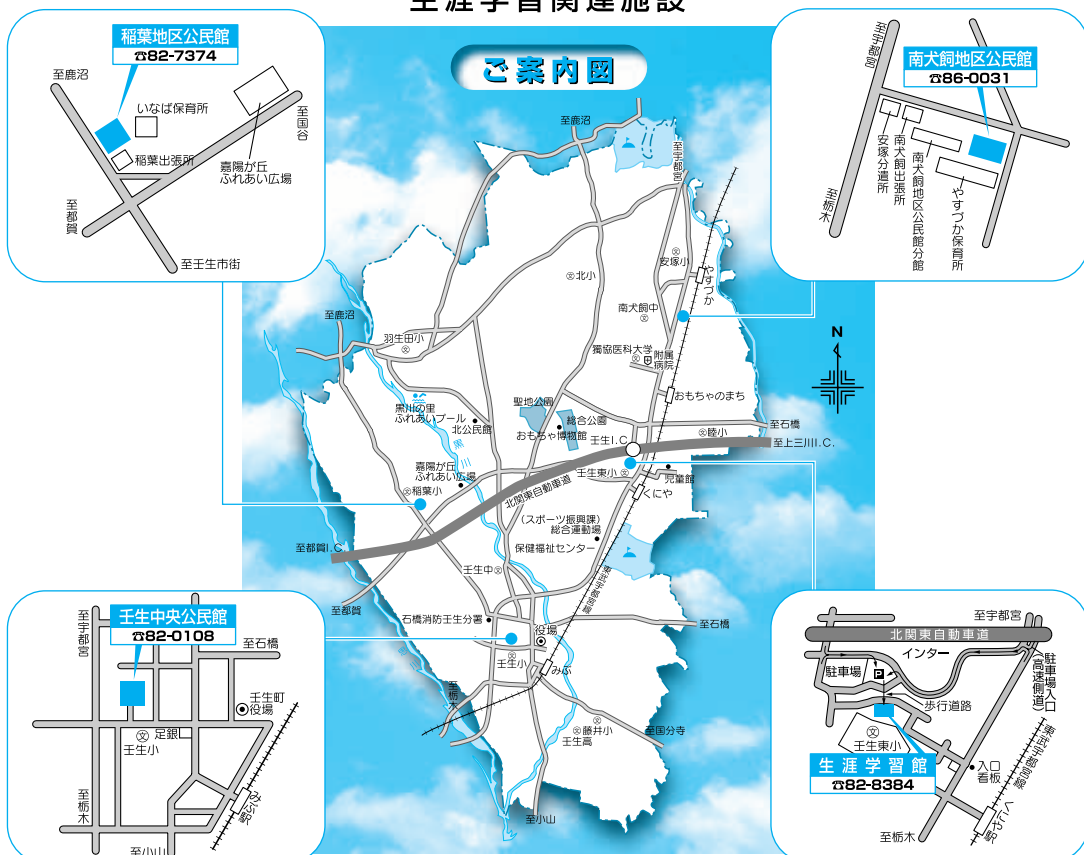 生涯学習関連施設
ご案内図
稲葉地区公民館
☎82-7374
至鹿沼
いなば保育所
稲葉出張所
嘉陽が丘
ふれあい広場
至国谷
至都賀
至壬生市街
南犬飼地区公民館
☎86-0031
至宇都宮
安塚分遣所
南犬飼出張所
南犬飼地区公民館分館
やすづか保育所
至栃木
至鹿沼
至宇都宮
北小
安塚小
やすづか
南犬飼中
至鹿沼
羽生田小
獨協医科大学
附属
病院
N
おもちゃのまち
黒川の里
ふれあいプール
北公民館
黒川
聖地公園
総合公園
おもちゃ博物館
壬生I.C.
睦小
至石橋
至上三川I.C.
嘉陽が丘
ふれあい広場
稲葉小
壬生東小
児童館
くにや
北関東自動車道
(スポーツ振興課)
総合運動場
保健福祉センター
至都賀I.C.
壬生中
東武宇都宮線
至都賀
石橋消防壬生分署
役場
至石橋
壬生小
みぶ
至栃木
藤井小
壬生高
至国分寺
至小山
壬生中央公民館
☎82-0108
至宇都宮
至石橋
壬生町
役場
文
壬生小
足銀
至栃木
みぶ駅
至小山
至宇都宮
北関東自動車道
インター
駐車場
P
駐車場入口
(高速側道)
歩行道路
文
壬生東小
東武宇都宮線
生涯学習館
☎82-8384
入口
看板
くにや駅
至栃木